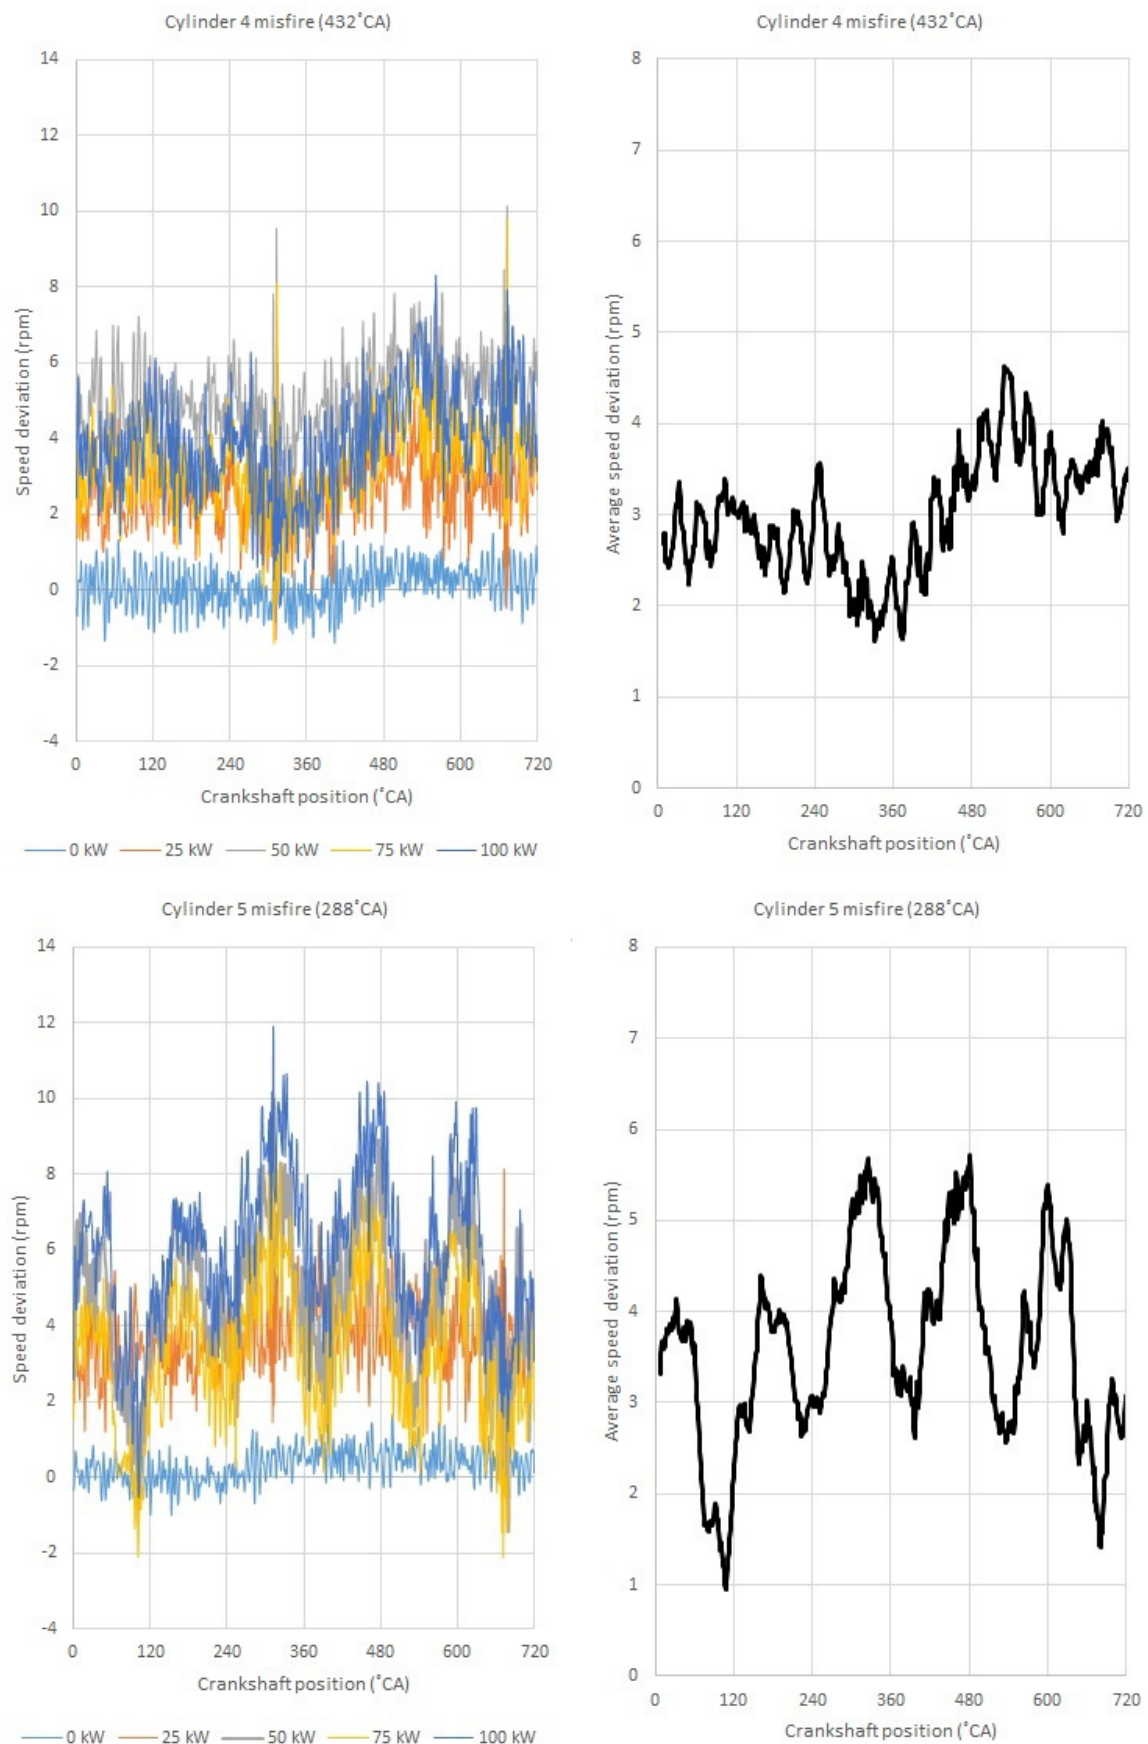 Cylinder 4 misfire (432˚CA)
14
12
10
8
6
4
2
0
-2
-4
Speed deviation (rpm)
0 120 240 360 480 600 720
Crankshaft position (˚CA)
0 kW 25 kW 50 kW 75 kW 100 kW
Cylinder 4 misfire (432˚CA)
8
7
6
5
4
3
2
1
0
Average speed deviation (rpm)
0 120 240 360 480 600 720
Crankshaft position (˚CA)
Cylinder 5 misfire (288˚CA)
14
12
10
8
6
4
2
0
-2
-4
Speed deviation (rpm)
0 120 240 360 480 600 720
Crankshaft position (˚CA)
0 kW 25 kW 50 kW 75 kW 100 kW
Cylinder 5 misfire (288˚CA)
8
7
6
5
4
3
2
1
0
Average speed deviation (rpm)
0 120 240 360 480 600 720
Crankshaft position (˚CA)